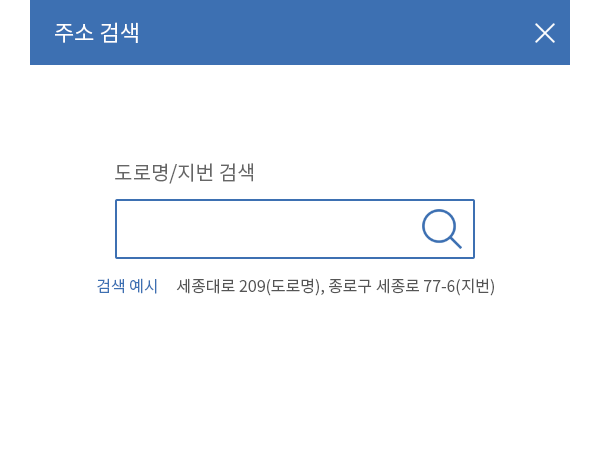 주소 검색
도로명/지번 검색
검색 예시 세종대로 209(도로명), 종로구 세종로 77-6(지번)